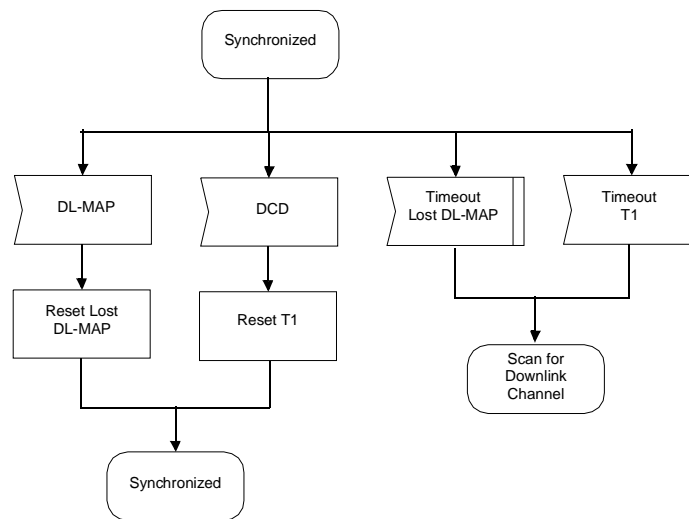 Synchronized
DL-MAP
DCD
Timeout
Lost DL-MAP
Timeout
T1
Reset Lost
DL-MAP
Reset T1
Scan for
Downlink
Channel
Synchronized